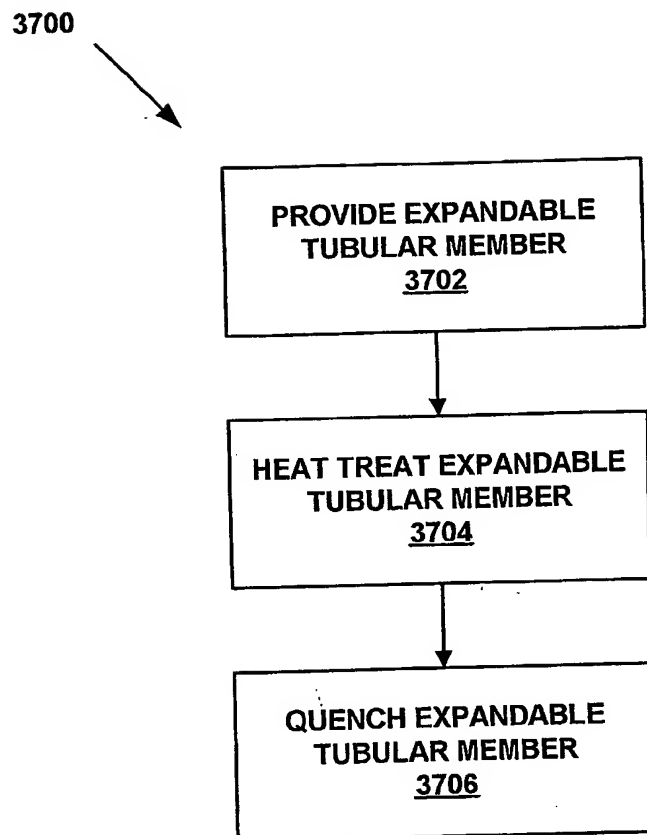 3700
PROVIDE EXPANDABLE
TUBULAR MEMBER
3702
HEAT TREAT EXPANDABLE
TUBULAR MEMBER
3704
QUENCH EXPANDABLE
TUBULAR MEMBER
3706